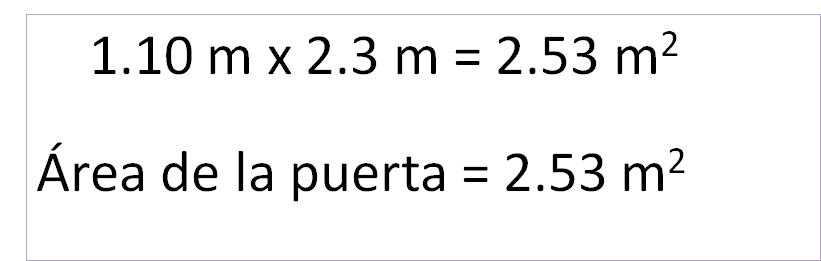 1.10 m x 2.3 m = 2.53 m²
Área de la puerta = 2.53 m²